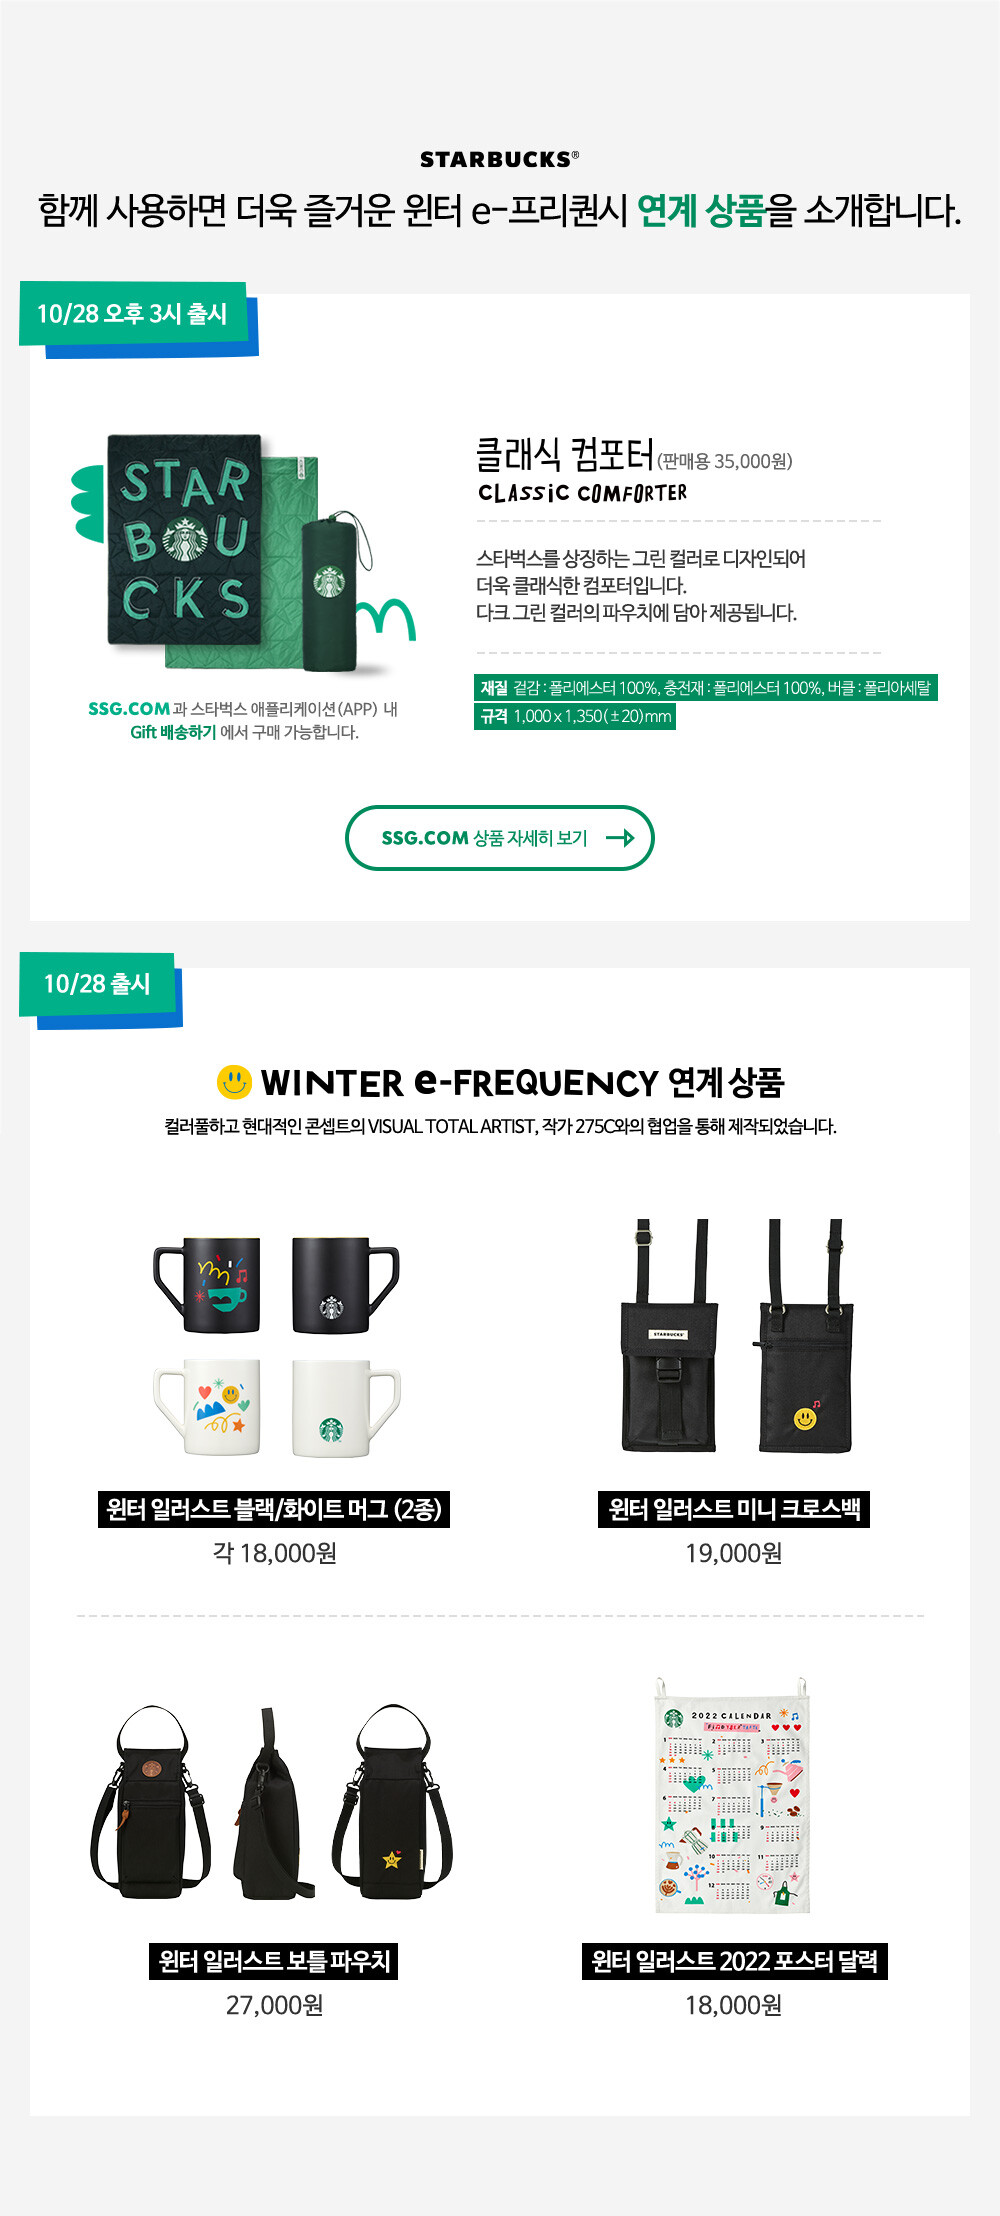 STARBUCKS®
함께 사용하면 더욱 즐거운 윈터 e-프리퀀시 연계 상품을 소개합니다.
10/28 오후 3시 출시
STAR
BOU
CKS
클래식 컴포터(판매용 35,000원)
CLASSiC COMFORTER
스타벅스를 상징하는 그린 컬러로 디자인되어
더욱 클래식한 컴포터입니다.
다크 그린 컬러의 파우치에 담아 제공됩니다.
재질 겉감 : 폴리에스터 100%, 충전재 : 폴리에스터 100%, 버클 : 폴리아세탈
규격 1,000 x 1,350(±20)mm
SSG.COM 과 스타벅스 애플리케이션(APP) 내
Gift 배송하기 에서 구매 가능합니다.
SSG.COM 상품 자세히 보기
10/28 출시
WINTER e-FREQUENCY 연계 상품
컬러풀하고 현대적인 콘셉트의 VISUAL TOTAL ARTIST, 작가 275C와의 협업을 통해 제작되었습니다.
STARBUCKS
윈터 일러스트 블랙/화이트 머그 (2종)
각 18,000원
윈터 일러스트 미니 크로스백
19,000원
2022 CALENDAR
윈터 일러스트 보틀 파우치
27,000원
윈터 일러스트 2022 포스터 달력
18,000원